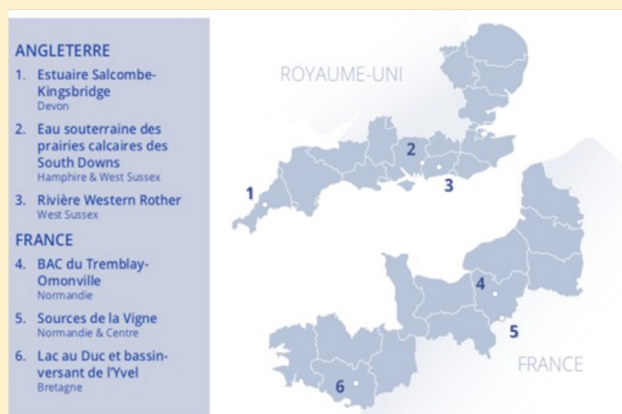 ANGLETERRE
1. Estuaire Salcombe-
Kingsbridge
Devon
2. Eau souterraine des
prairies calcaires des
South Downs
Hamphire & West Sussex
3. Rivière Western Rother
West Sussex
FRANCE
4. BAC du Tremblay-
Omonville
Normandie
5. Sources de la Vigne
Normandie & Centre
6. Lac au Duc et bassin-
versant de l'Yvel
Bretagne
ROYAUME-UNI
2
1
3
4
5
FRANCE
6